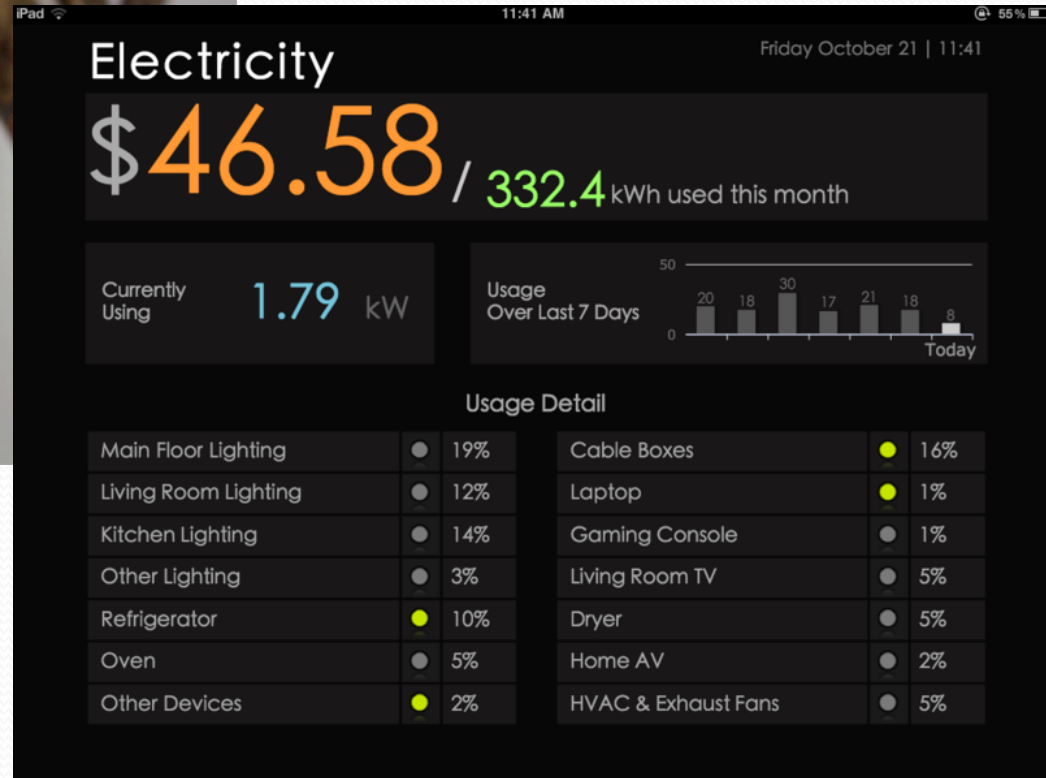 iPad 11:41 AM 55%
Electricity Friday October 21 | 11:41
$46.58 / 332.4 kWh used this month
Currently
Using
1.79 kW
Usage
Over Last 7 Days
50
20 18 30 17 21 18 8
0
Today
Usage Detail
Main Floor Lighting 19% Cable Boxes 16%
Living Room Lighting 12% Laptop 1%
Kitchen Lighting 14% Gaming Console 1%
Other Lighting 3% Living Room TV 5%
Refrigerator 10% Dryer 5%
Oven 5% Home AV 2%
Other Devices 2% HVAC & Exhaust Fans 5%